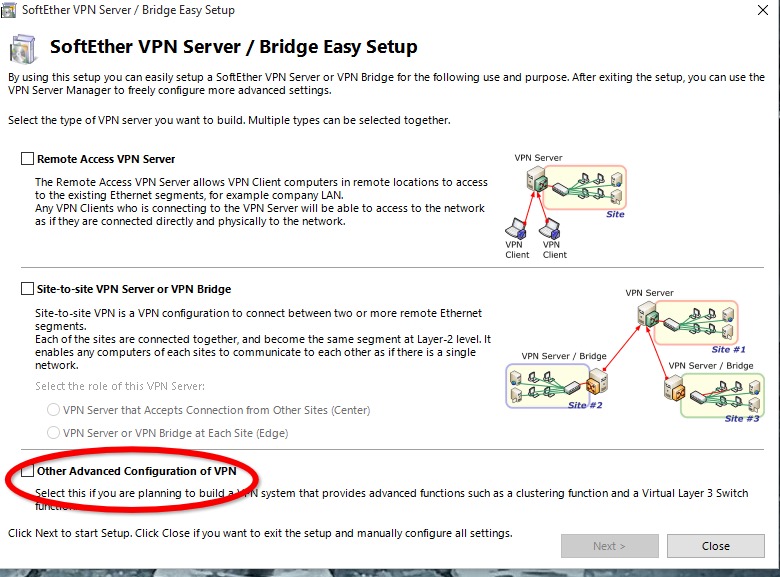 SoftEther VPN Server / Bridge Easy Setup
SoftEther VPN Server / Bridge Easy Setup
By using this setup you can easily setup a SoftEther VPN Server or VPN Bridge for the following use and purpose. After exiting the setup, you can use the
VPN Server Manager to freely configure more advanced settings.
Select the type of VPN server you want to build. Multiple types can be selected together.
Remote Access VPN Server
The Remote Access VPN Server allows VPN Client computers in remote locations to access
to the existing Ethernet segments, for example company LAN.
Any VPN Clients who is connecting to the VPN Server will be able to access to the network
as if they are connected directly and physically to the network.
VPN Server
Site
VPN
Client
VPN
Client
Site-to-site VPN Server or VPN Bridge
Site-to-site VPN is a VPN configuration to connect between two or more remote Ethernet
segments.
Each of the sites are connected together, and become the same segment at Layer-2 level. It
enables any computers of each sites to communicate to each other as if there is a single
network.
Select the role of this VPN Server:
VPN Server that Accepts Connection from Other Sites (Center)
VPN Server or VPN Bridge at Each Site (Edge)
VPN Server
Site #1
VPN Server / Bridge
Site #2
VPN Server / Bridge
Site #3
Other Advanced Configuration of VPN
Select this if you are planning to build a VPN system that provides advanced functions such as a clustering function and a Virtual Layer 3 Switch
Click Next to start Setup. Click Close if you want to exit the setup and manually configure all settings.
Next >
Close